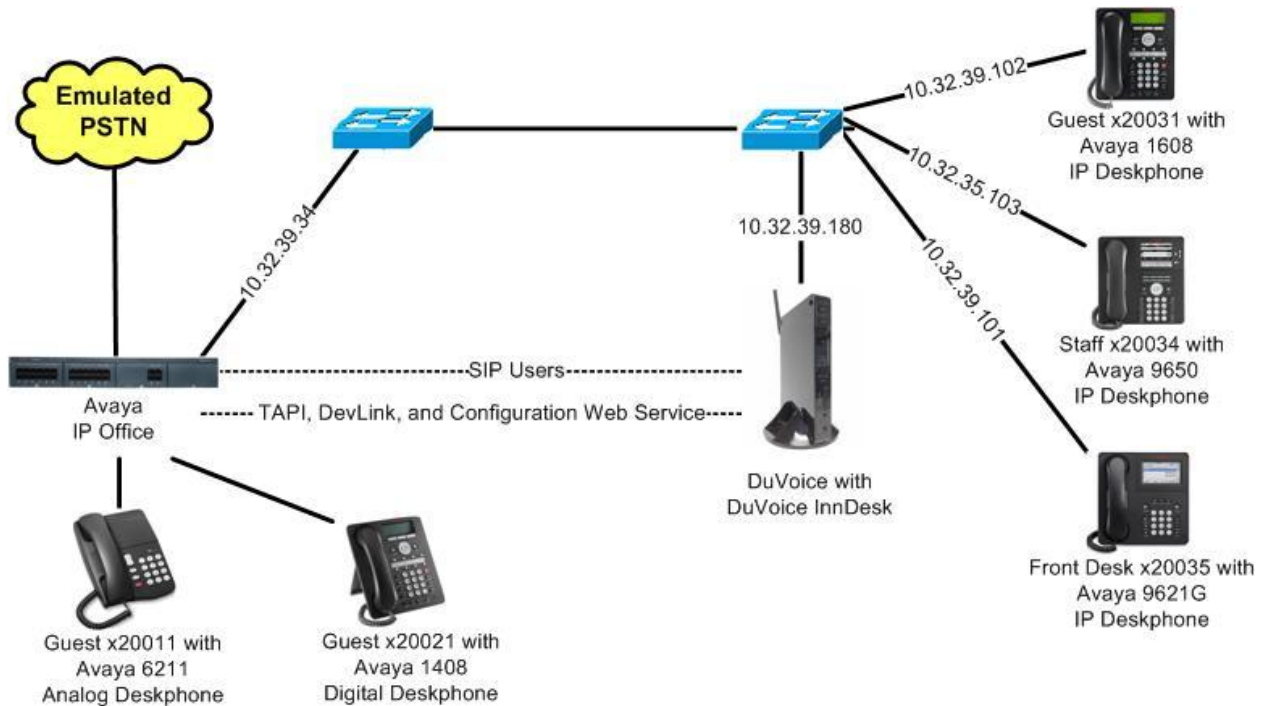 Emulated
PSTN
10.32.39.102
Guest x20031 with
Avaya 1608
IP Deskphone
10.32.39.34
10.32.35.103
10.32.39.180
10.32.39.101
Staff x20034 with
Avaya 9650
IP Deskphone
SIP Users
Avaya
IP Office
TAPI, DevLink, and Configuration Web Service
DuVoice with
DuVoice InnDesk
Front Desk x20035 with
Avaya 9621G
IP Deskphone
Guest x20011 with
Avaya 6211
Analog Deskphone
Guest x20021 with
Avaya 1408
Digital Deskphone